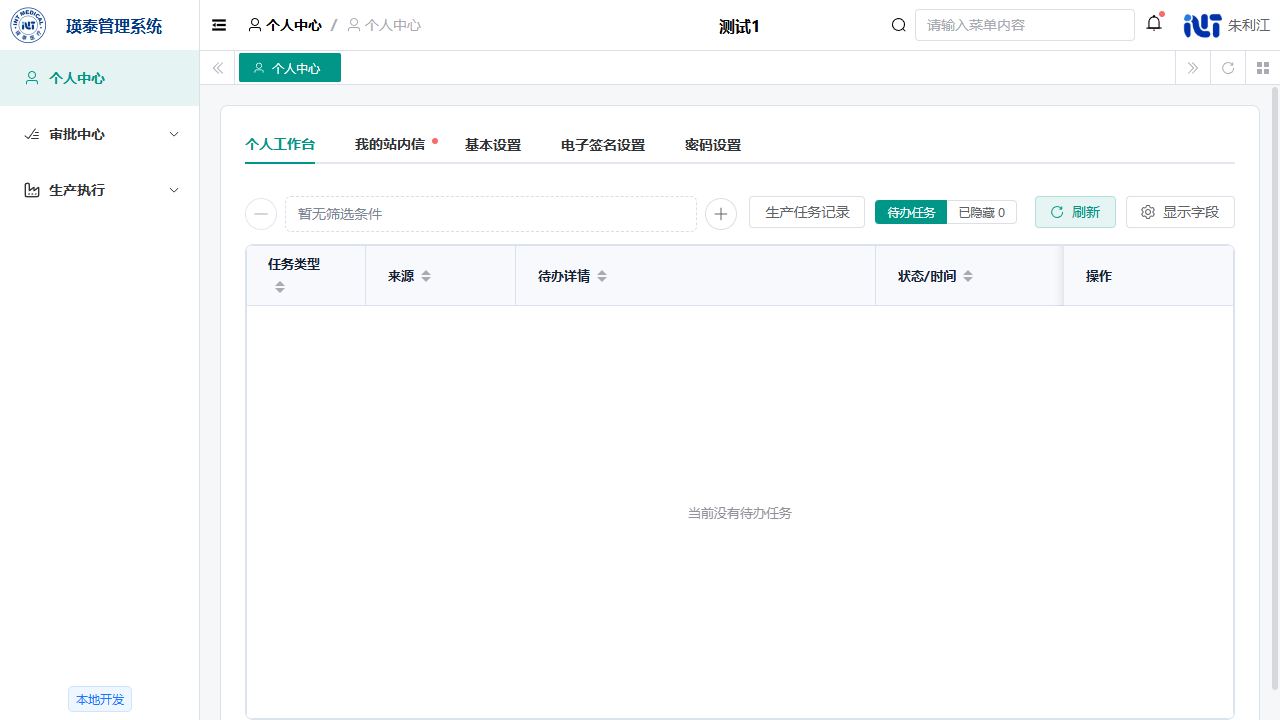 瑛泰管理系统
个人中心 / 个人中心
测试1
请输入菜单内容
朱利江
个人中心
审批中心
生产执行
本地开发
个人中心
个人工作台
我的站内信
基本设置
电子签名设置
密码设置
暂无筛选条件
生产任务记录
待办任务
已隐藏 0
刷新
显示字段
任务类型
来源
待办详情
状态/时间
操作
当前没有待办任务